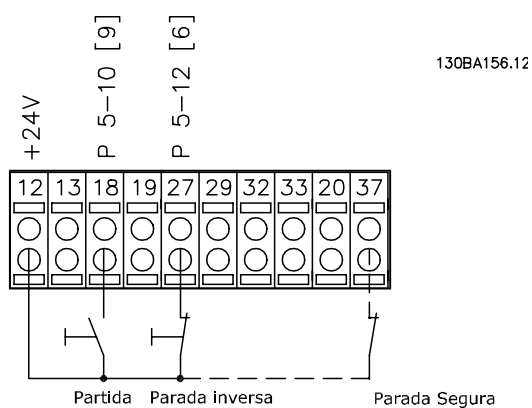 +24V
P 5-10 [9]
P 5-12 [6]
130BA156.12
12 13 18 19 27 29 32 33 20 37
Partida Parada inversa Parada Segura